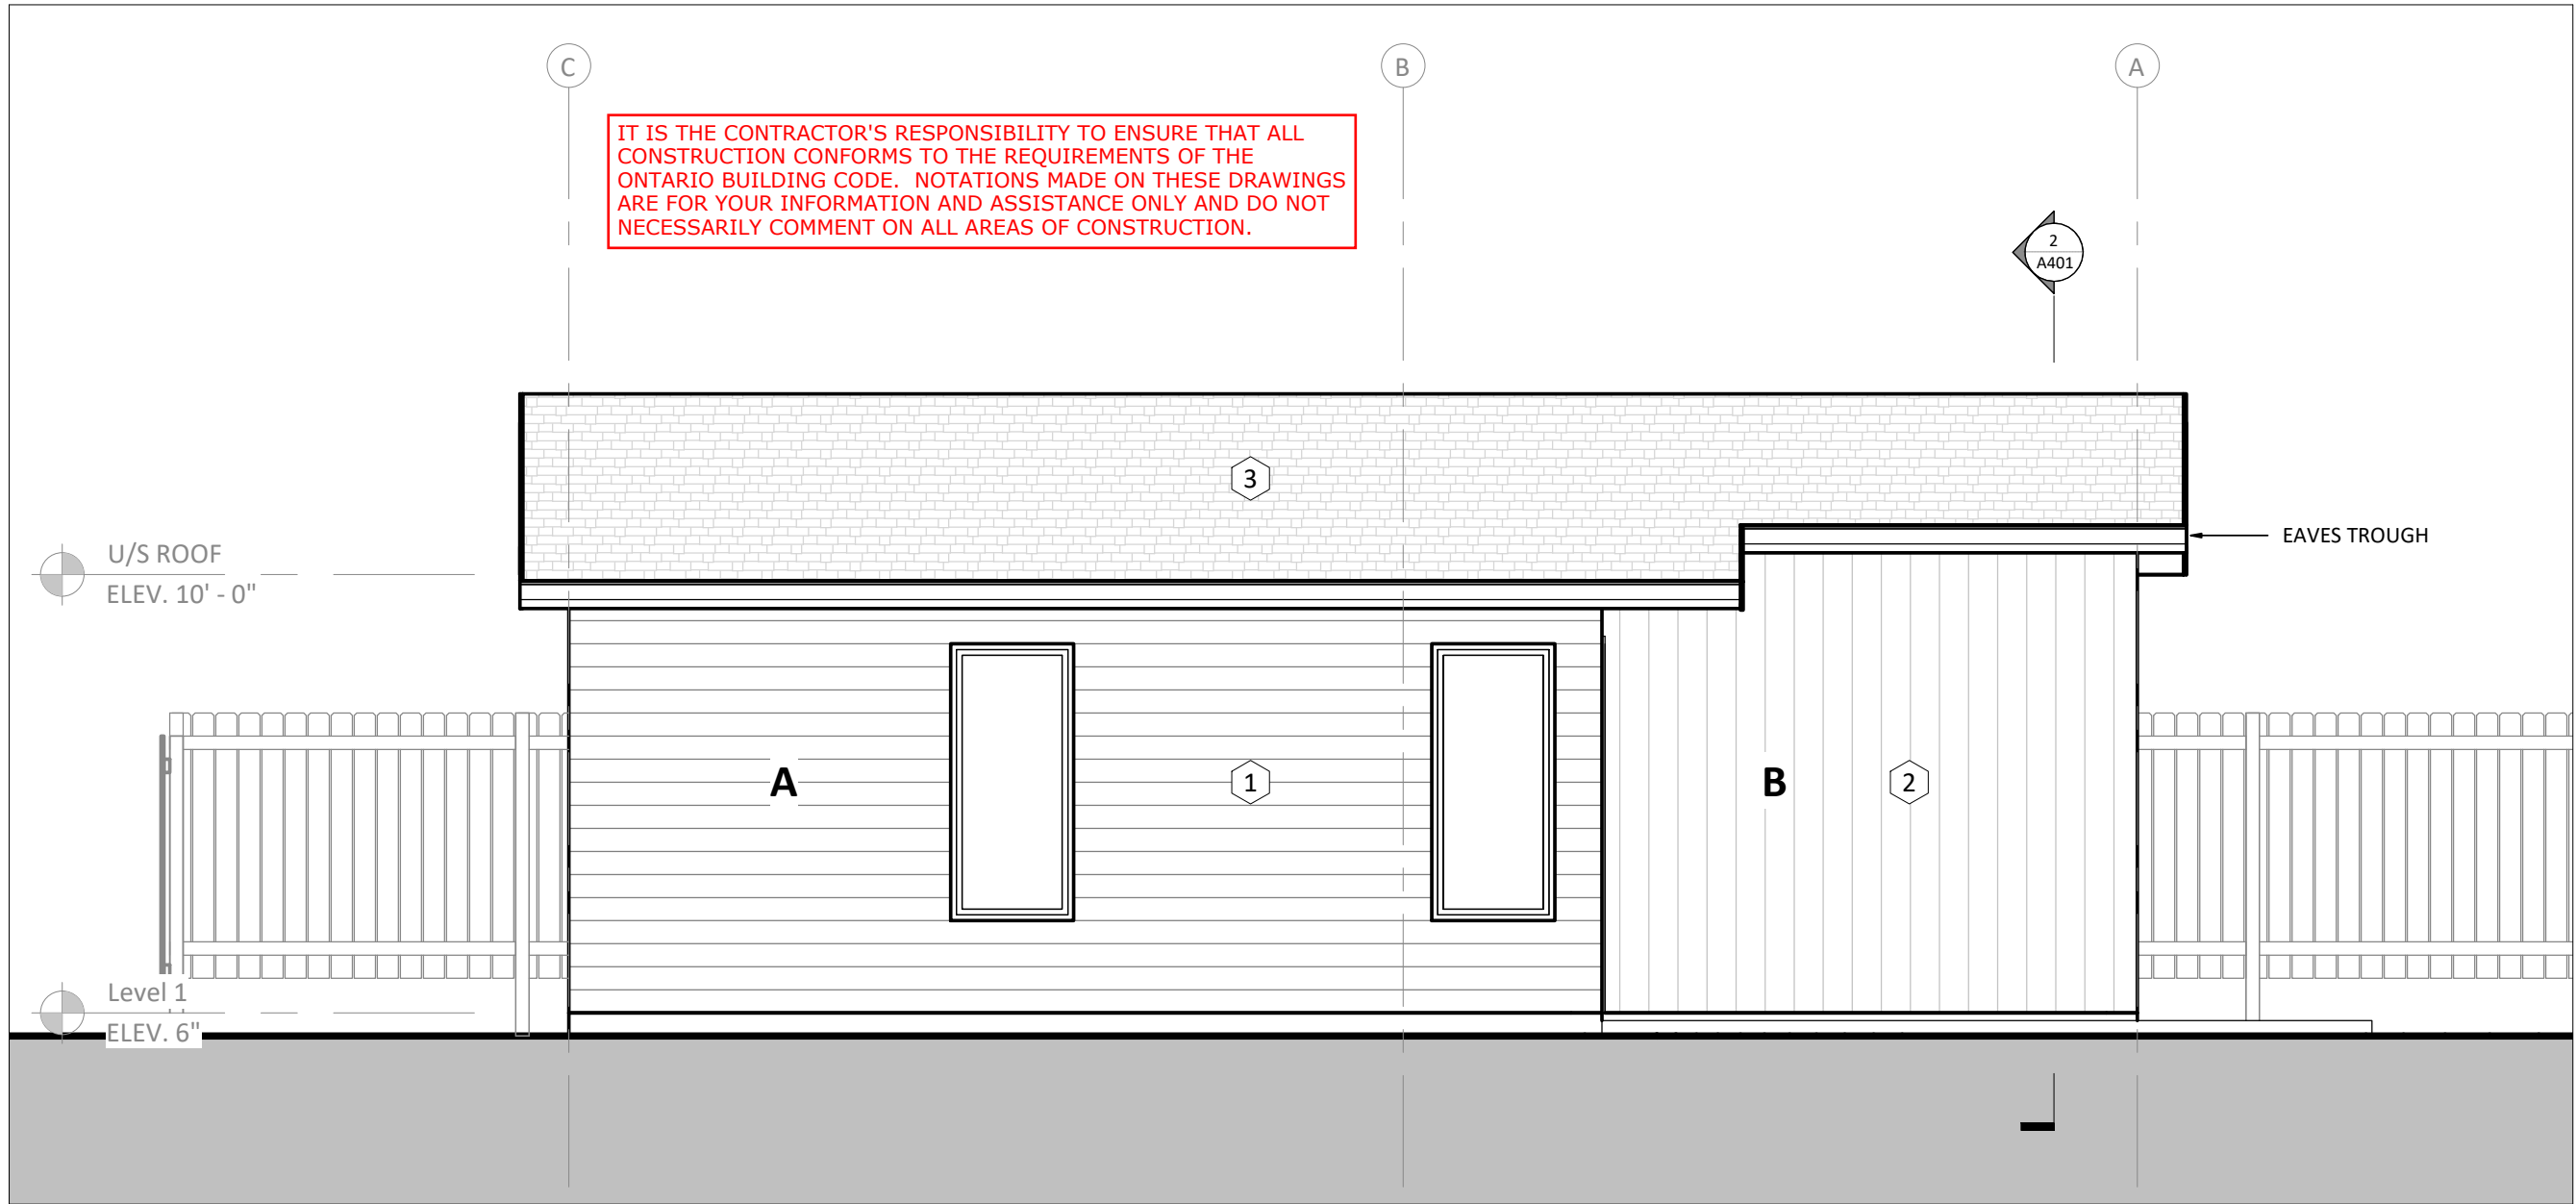 C
B
A
IT IS THE CONTRACTOR'S RESPONSIBILITY TO ENSURE THAT ALL
CONSTRUCTION CONFORMS TO THE REQUIREMENTS OF THE
ONTARIO BUILDING CODE.  NOTATIONS MADE ON THESE DRAWINGS
ARE FOR YOUR INFORMATION AND ASSISTANCE ONLY AND DO NOT
NECESSARILY COMMENT ON ALL AREAS OF CONSTRUCTION.
2
A401
3
EAVES TROUGH
U/S ROOF
ELEV. 10' - 0"
A
1
B
2
Level 1
ELEV. 6"